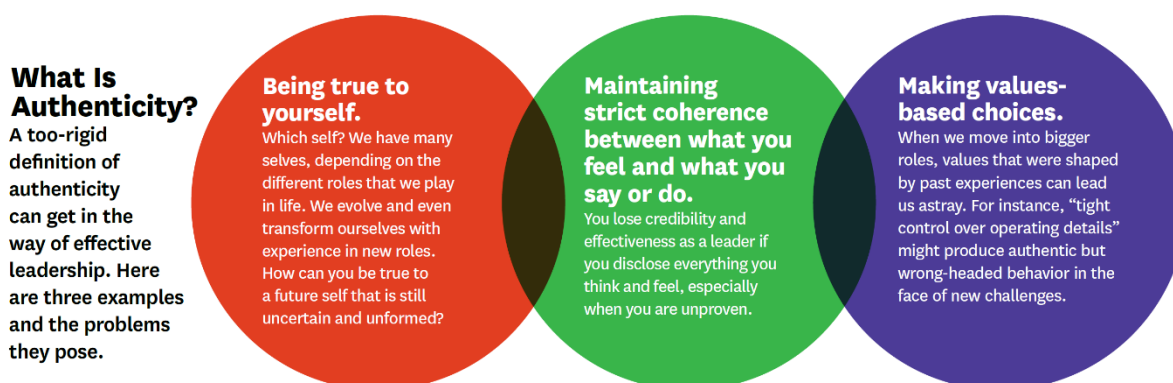 What Is
Authenticity?
A too-rigid
definition of
authenticity
can get in the
way of effective
leadership. Here
are three examples
and the problems
they pose.
Being true to
yourself.
Which self? We have many
selves, depending on the
different roles that we play
in life. We evolve and even
transform ourselves with
experience in new roles.
How can you be true to
a future self that is still
uncertain and unformed?
Maintaining
strict coherence
between what you
feel and what you
say or do.
You lose credibility and
effectiveness as a leader if
you disclose everything you
think and feel, especially
when you are unproven.
Making values-
based choices.
When we move into bigger
roles, values that were shaped
by past experiences can lead
us astray. For instance, “tight
control over operating details”
might produce authentic but
wrong-headed behavior in the
face of new challenges.